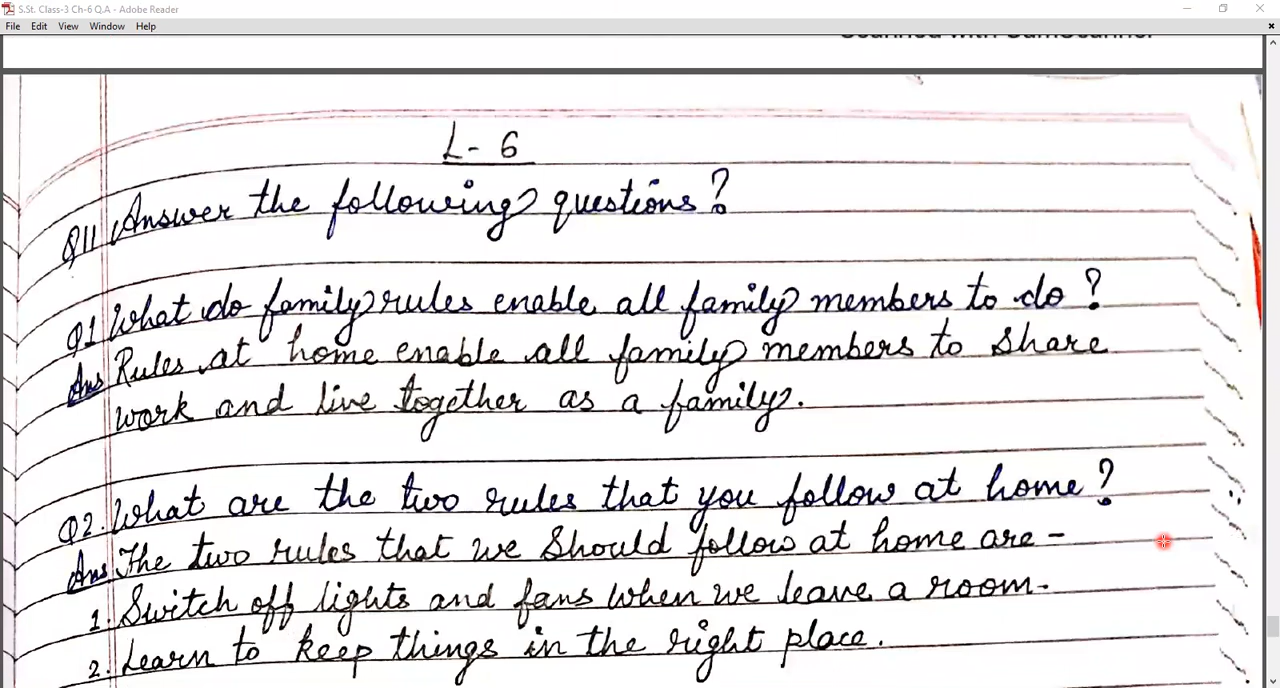 S.St. Class-3 Ch-6 Q.A - Adobe Reader
File Edit View Window Help
L- 6
Q11 Answer the following questions?
Q1 What do family rules enable all family members to do?
Ans Rules at home enable all family members to share
work and live together as a family.
Q2. What are the two rules that you follow at home?
Ans The two rules that we should follow at home are -
1. Switch off lights and fans when we leave a room.
2. Learn to keep things in the right place.